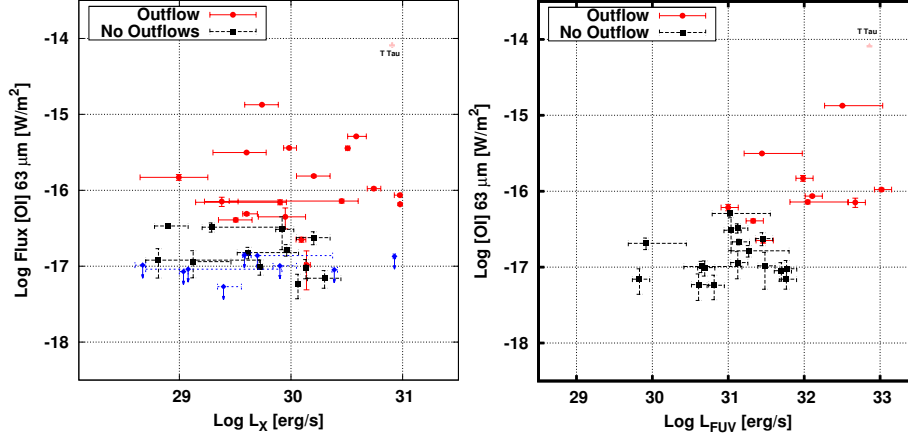 Outflow
No Outflows
T Tau
-14
-15
-16
-17
-18
29
30
31
Log Flux [OI] 63 μm [W/m²]
Log L_X [erg/s]
Outflow
No Outflow
T Tau
-14
-15
-16
-17
-18
29
30
31
32
33
Log [OI] 63 μm [W/m²]
Log L_FUV [erg/s]